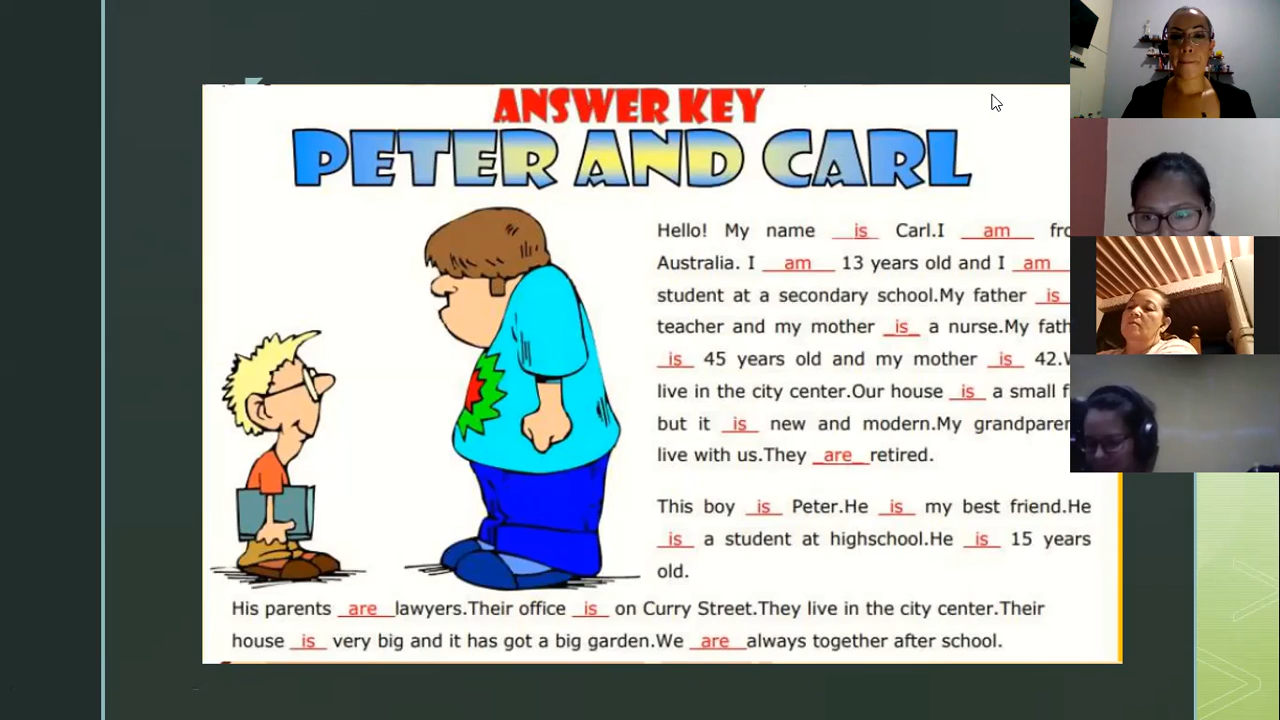 ANSWER KEY
PETER AND CARL
Hello! My name is Carl.I am
Australia. I am 13 years old and I am
student at a secondary school.My father is
teacher and my mother is a nurse.My
is 45 years old and my mother is 42.
live in the city center.Our house is a small
but it is new and modern.My
live with us.They are retired.
This boy is Peter.He is my best friend.He
is a student at highschool.He is 15 years
old.
His parents are lawyers.Their office is on Curry Street.They live in the city center.Their
house is very big and it has got a big garden.We are always together after school.